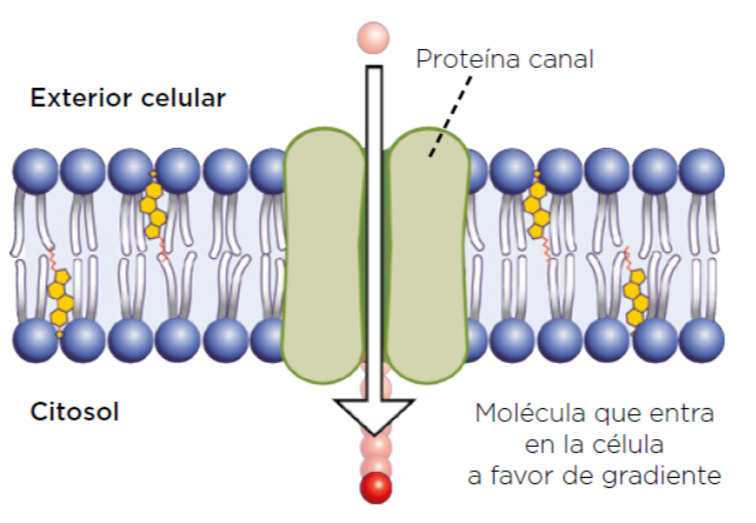 Proteína canal
Exterior celular
Citosol
Molécula que entra
en la célula
a favor de gradiente